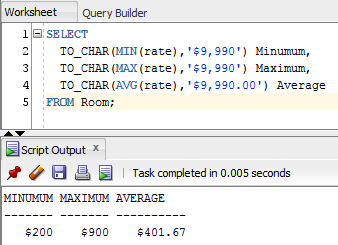 Worksheet Query Builder
1 SELECT
2 TO_CHAR(MIN(rate),'$9,990') Minumum,
3 TO_CHAR(MAX(rate),'$9,990') Maximum,
4 TO_CHAR(AVG(rate),'$9,990.00') Average
5 FROM Room;
Script Output x
Task completed in 0.005 seconds
MINUMUM MAXIMUM AVERAGE
------- ------- -----------
$200 $900 $401.67